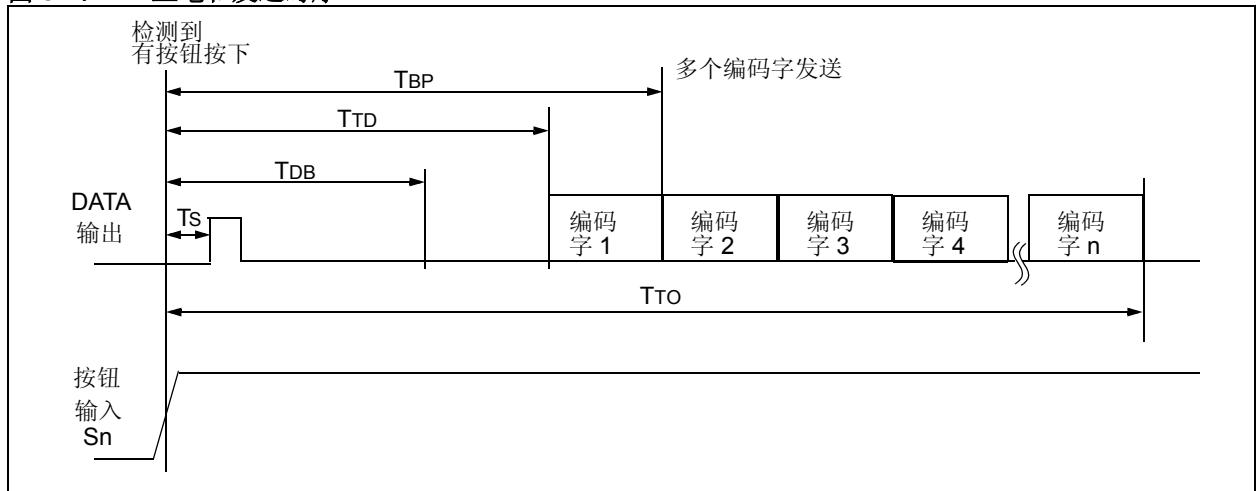 检测到
有按钮按下
TBP
多个编码字发送
TTD
TDB
DATA
输出
TS
编码
字 1
编码
字 2
编码
字 3
编码
字 4
编码
字 n
TTO
按钮
输入
Sn